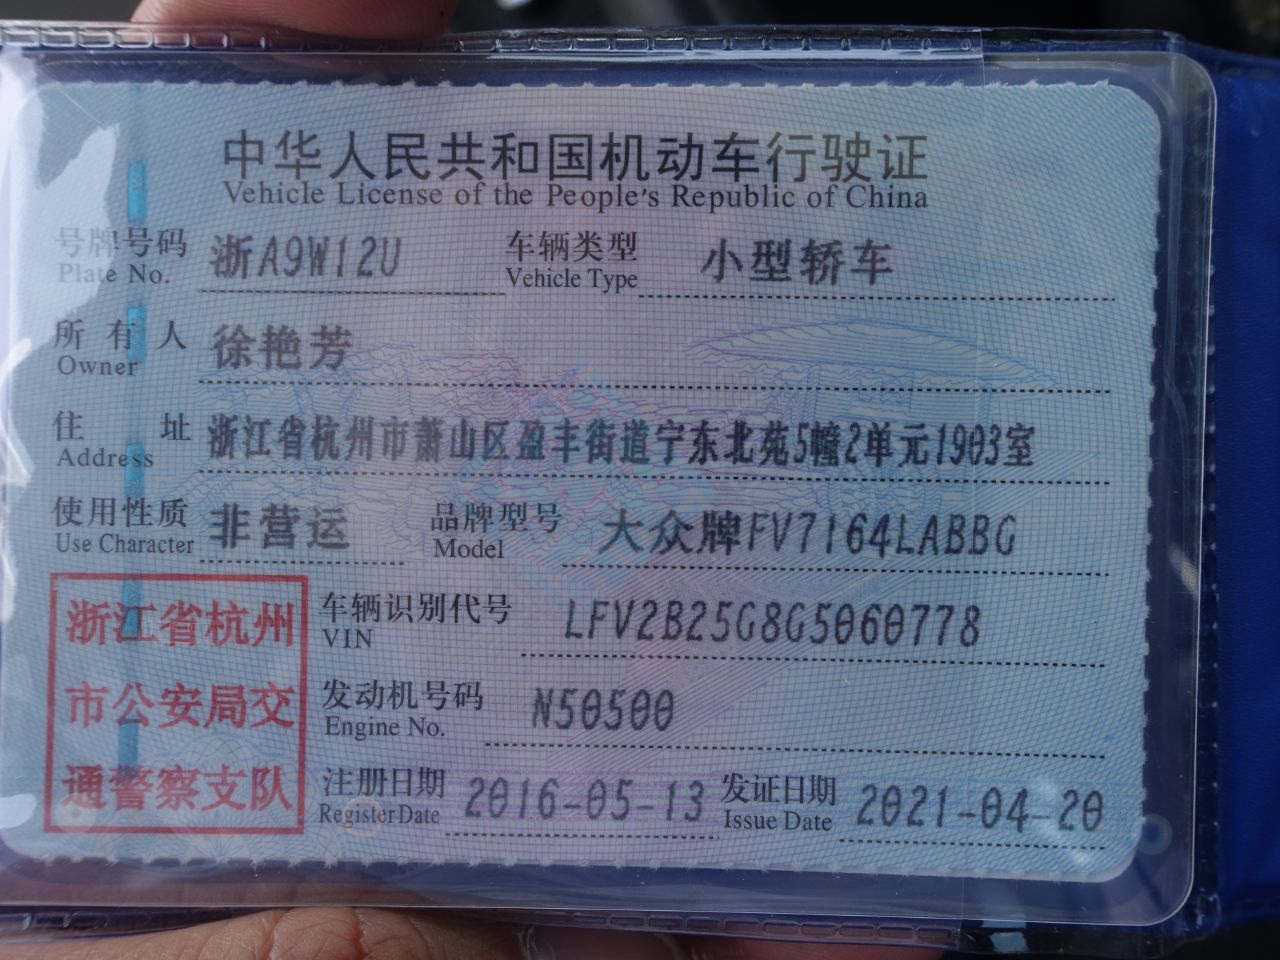 中华人民共和国机动车行驶证
Vehicle License of the People's Republic of China
号牌号码 浙A9W12U 车辆类型 小型轿车
Plate No. Vehicle Type
所有人 徐艳芳
Owner
住址 浙江省杭州市萧山区盈丰街道宁东北苑5幢2单元1903室
Address
使用性质 非营运 品牌型号 大众牌FV7164LABBG
Use Character Model
浙江省杭州
市公安局交
通警察支队
车辆识别代号 LFV2B25G8G5060778
VIN
发动机号码 N50500
Engine No.
注册日期 2016-05-13 发证日期 2021-04-20
Register Date Issue Date